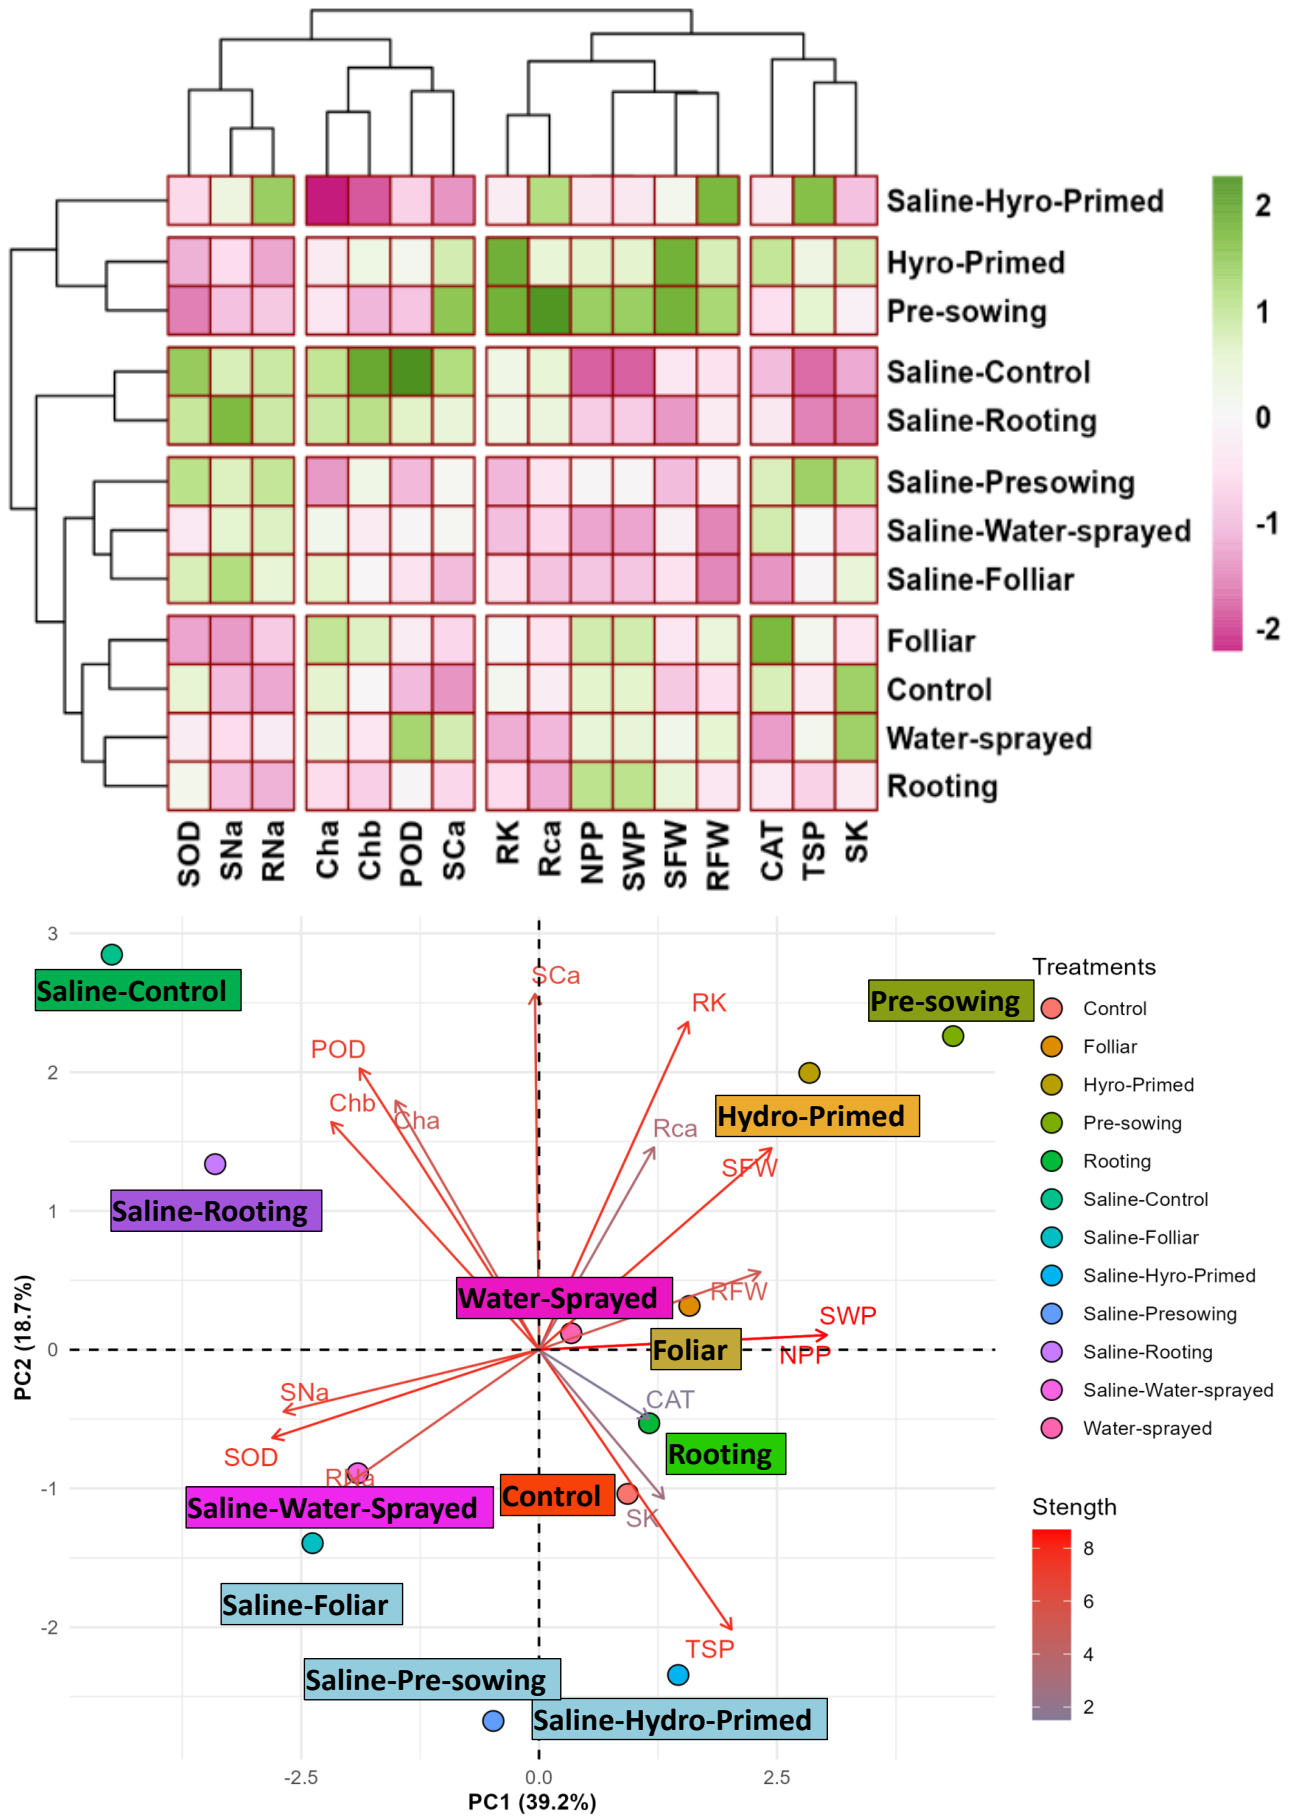 Saline-Hyro-Primed
Hyro-Primed
Pre-sowing
Saline-Control
Saline-Rooting
Saline-Presowing
Saline-Water-sprayed
Saline-Folliar
Folliar
Control
Water-sprayed
Rooting
2
1
0
-1
-2
SOD SNa RNa Cha Chb POD SCa RK Rca NPP SWP SFW RFW CAT TSP SK
3
2
1
0
-1
-2
PC2 (18.7%)
-2.5 0.0 2.5
PC1 (39.2%)
SCa
RK
POD
Chb
Cha
Rca
SFW
RFW
SWP
NPP
SNa
SOD
RNa
CAT
SK
TSP
Saline-Control
Pre-sowing
Hydro-Primed
Saline-Rooting
Water-Sprayed
Foliar
Rooting
Control
Saline-Water-Sprayed
Saline-Foliar
Saline-Pre-sowing
Saline-Hydro-Primed
Treatments
Control
Folliar
Hyro-Primed
Pre-sowing
Rooting
Saline-Control
Saline-Folliar
Saline-Hyro-Primed
Saline-Presowing
Saline-Rooting
Saline-Water-sprayed
Water-sprayed
Stength
8
6
4
2